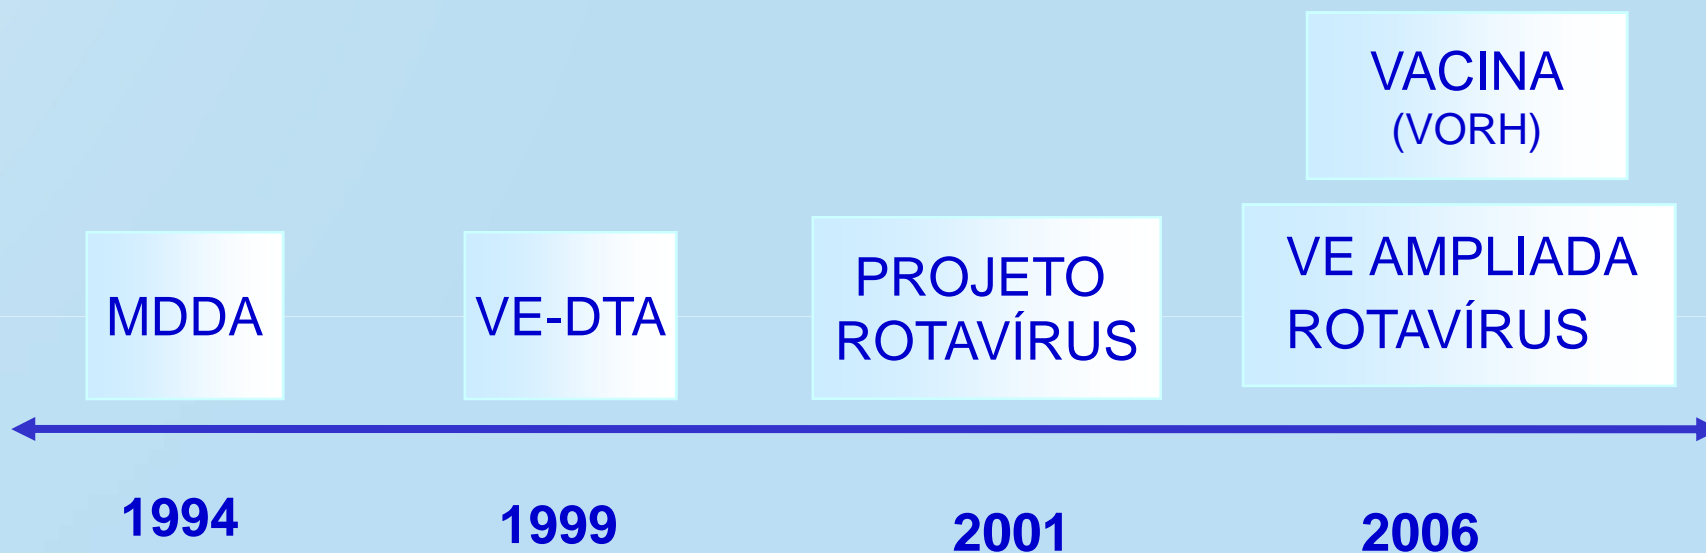 VACINA
(VORH)
MDDA
VE-DTA
PROJETO
ROTAVÍRUS
VE AMPLIADA
ROTAVÍRUS
1994
1999
2001
2006